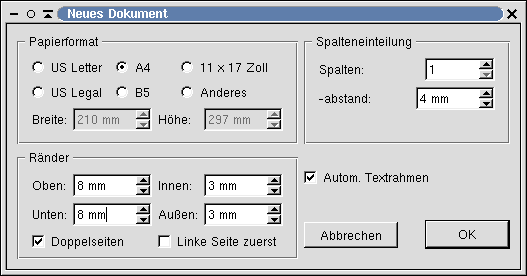 Neues Dokument
Papierformat
US Letter A4 11 x 17 Zoll
US Legal B5 Anderes
Breite: 210 mm Höhe: 297 mm
Spalteneinteilung
Spalten: 1
-abstand: 4 mm
Ränder
Oben: 8 mm Innen: 3 mm
Unten: 8 mm Außen: 3 mm
Doppelseiten Linke Seite zuerst
Autom. Textrahmen
Abbrechen OK